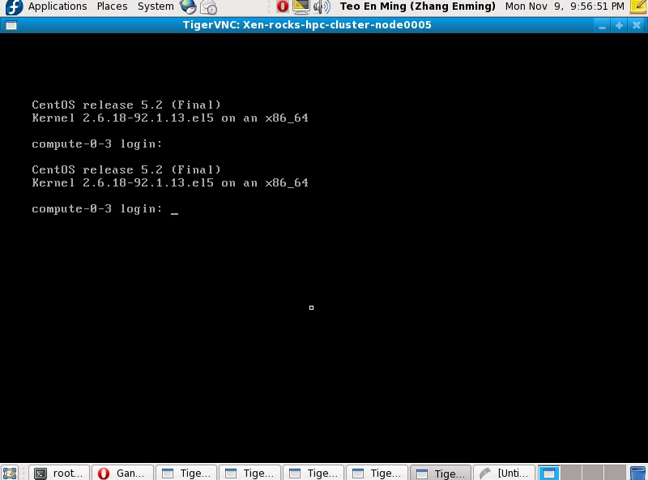 Applications Places System Teo En Ming (Zhang Enming) Mon Nov 9, 9:56:51 PM
TigerVNC: Xen-rocks-hpc-cluster-node0005
CentOS release 5.2 (Final)
Kernel 2.6.18-92.1.13.el5 on an x86_64
compute-0-3 login:
CentOS release 5.2 (Final)
Kernel 2.6.18-92.1.13.el5 on an x86_64
compute-0-3 login: _
root... Gan... Tige... Tige... Tige... Tige... Tige... [Unti...